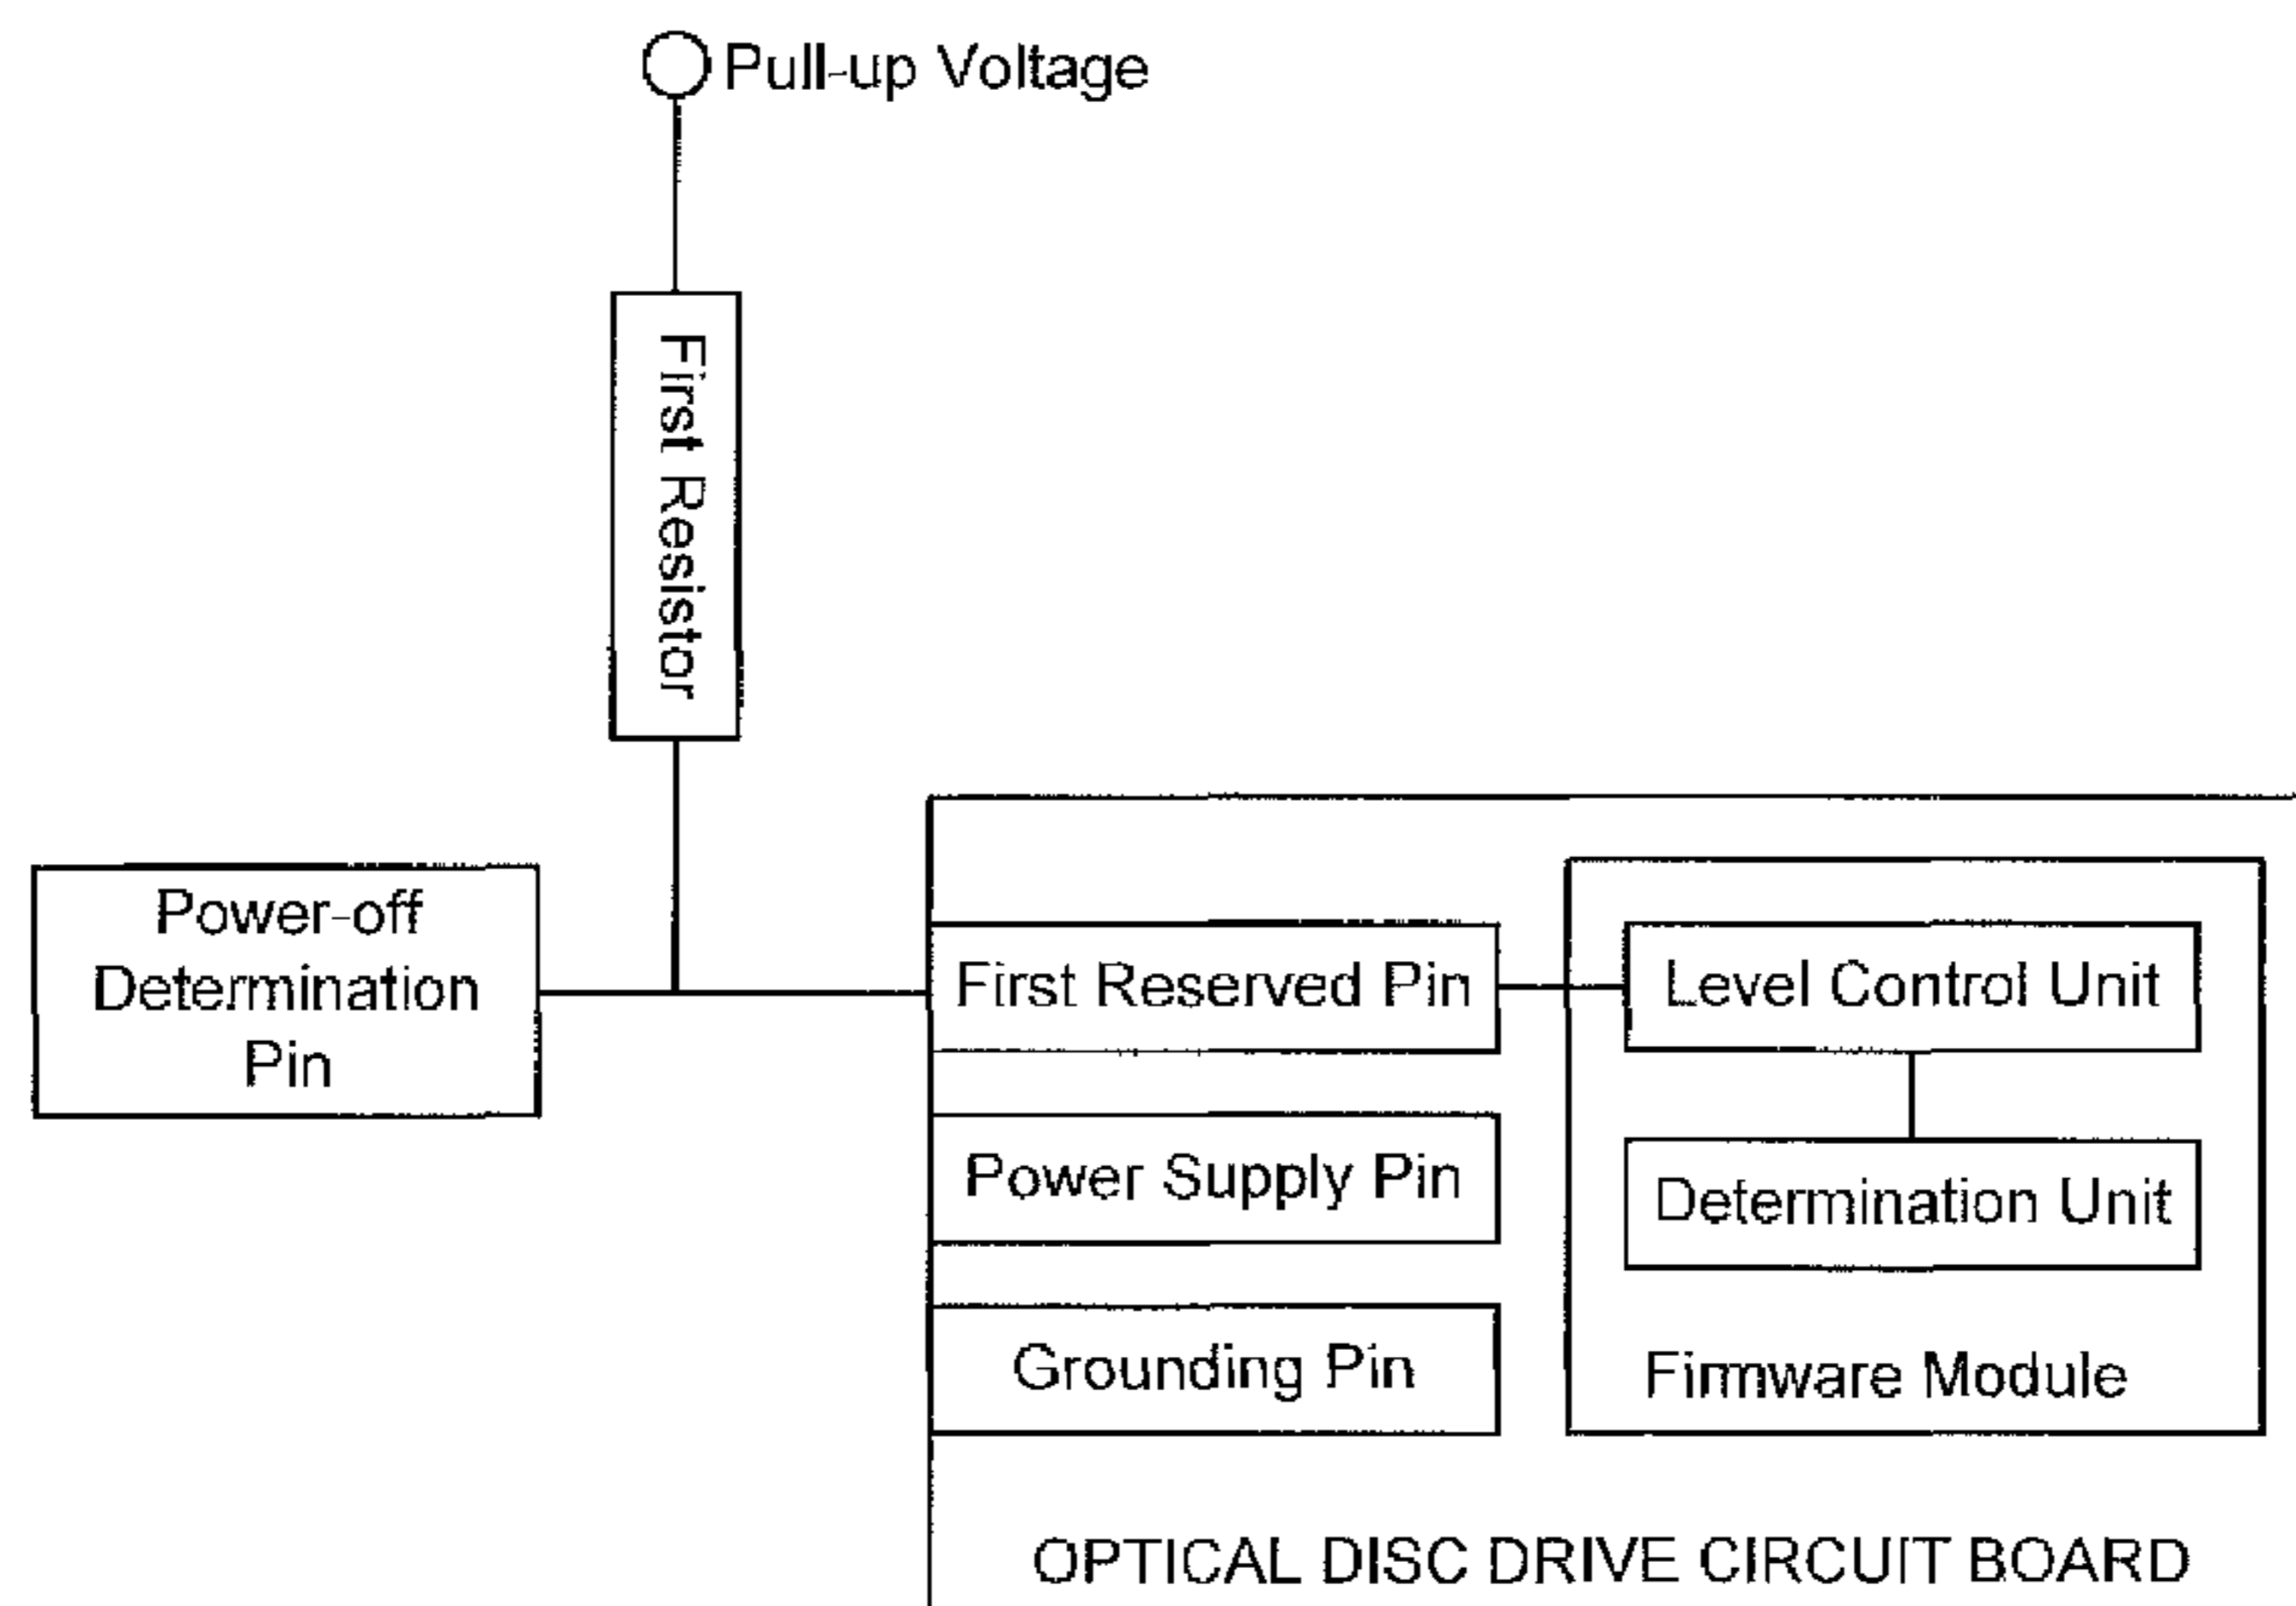 Pull-up Voltage
First Resistor
Power-off
Determination
Pin
First Reserved Pin
Level Control Unit
Power Supply Pin
Determination Unit
Grounding Pin
Firmware Module
OPTICAL DISC DRIVE CIRCUIT BOARD